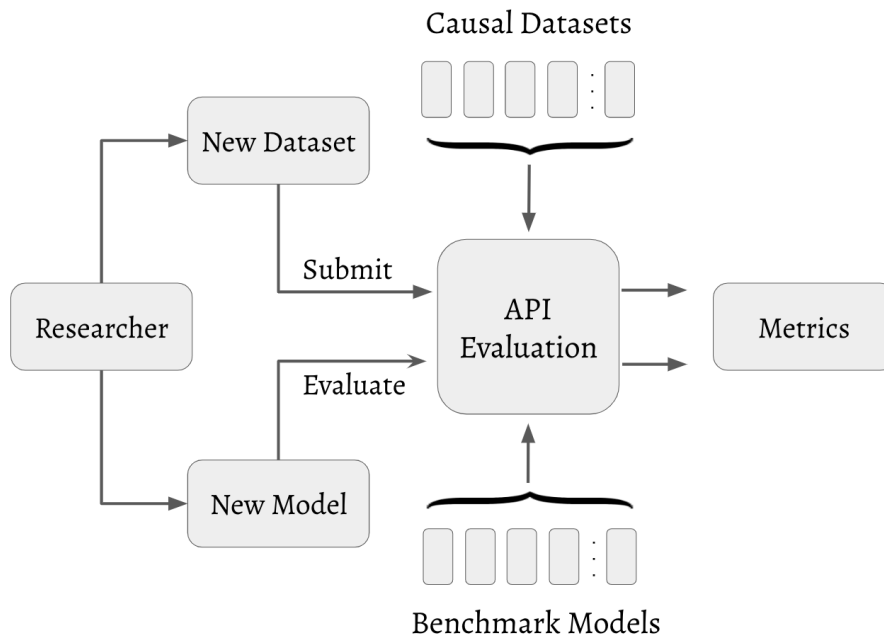 Causal Datasets
New Dataset
Submit
Researcher
API
Evaluation
Metrics
Evaluate
New Model
Benchmark Models